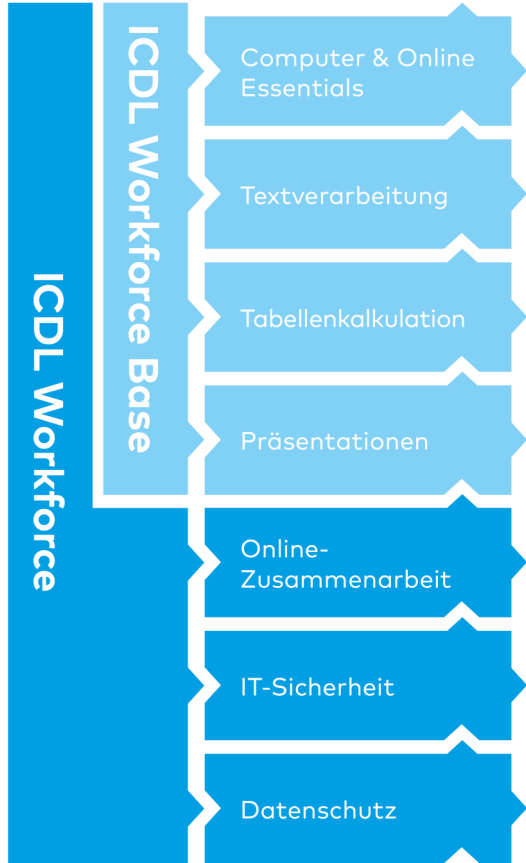 ICDL Workforce
ICDL Workforce Base
Computer & Online
Essentials
Textverarbeitung
Tabellenkalkulation
Präsentationen
Online-
Zusammenarbeit
IT-Sicherheit
Datenschutz